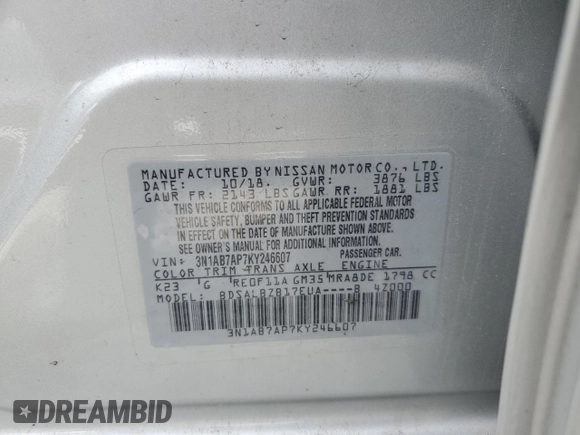 MANUFACTURED BY NISSAN MOTOR CO., LTD.
DATE: 10/18. GVWR: 3876 LBS
GAWR FR: 2143 LBS GAWR RR: 1881 LBS
THIS VEHICLE CONFORMS TO ALL APPLICABLE FEDERAL MOTOR
VEHICLE SAFETY, BUMPER AND THEFT PREVENTION STANDARDS
IN EFFECT ON THE DATE OF MANUFACTURE SHOWN ABOVE.
SEE OWNER'S MANUAL FOR ADDITIONAL INFORMATION.
VIN: 3N1AB7AP7KY246607 PASSENGER CAR.
COLOR TRIM TRANS AXLE ENGINE
K23 G RE0F11A GM35 MRA8DE 1798 CC
MODEL: BDSALBZB17EUA----B 4Z000
3N1AB7AP7KY246607
DREAMBID